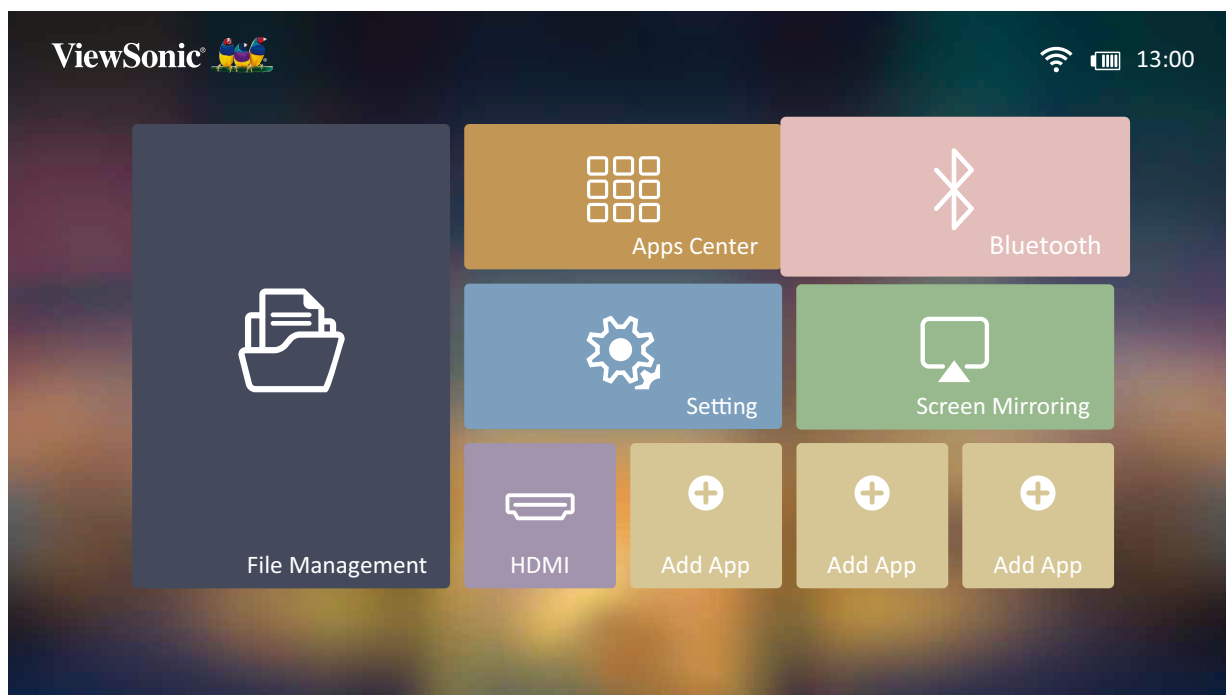 ViewSonic®
13:00
Apps Center
Bluetooth
Setting
Screen Mirroring
File Management
HDMI
Add App
Add App
Add App